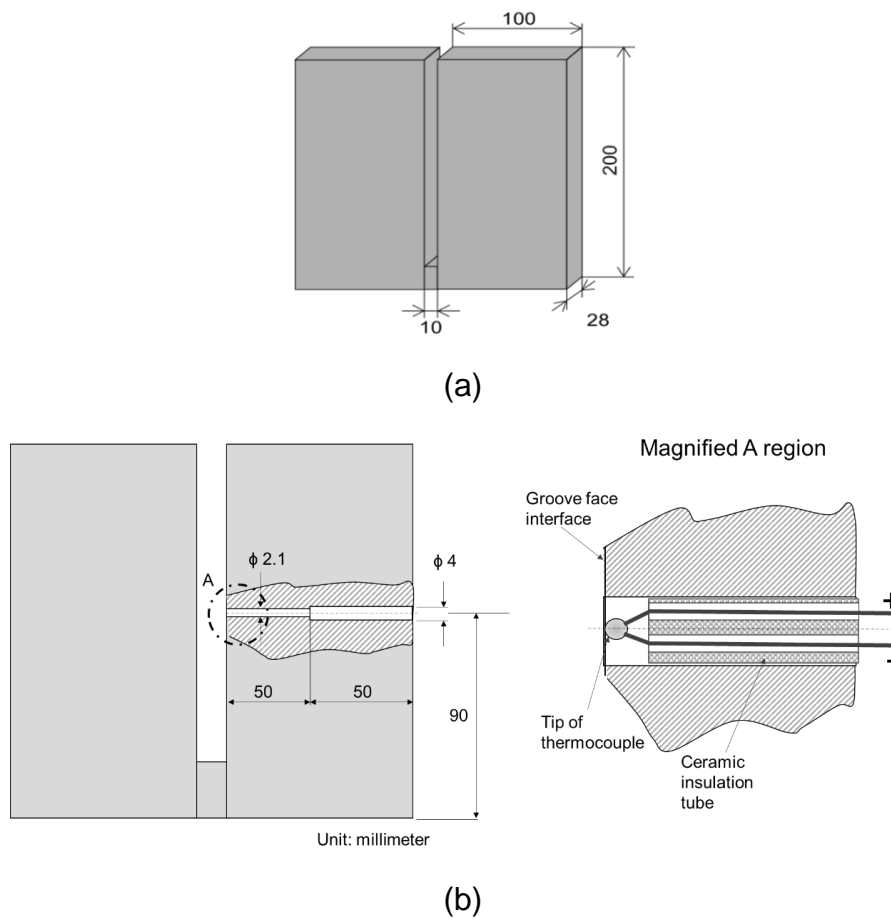 100
200
10
28
(a)
Magnified A region
Groove face
interface
ϕ 2.1
A
ϕ 4
+
50
50
90
-
Tip of
thermocouple
Ceramic
insulation
tube
Unit: millimeter
(b)